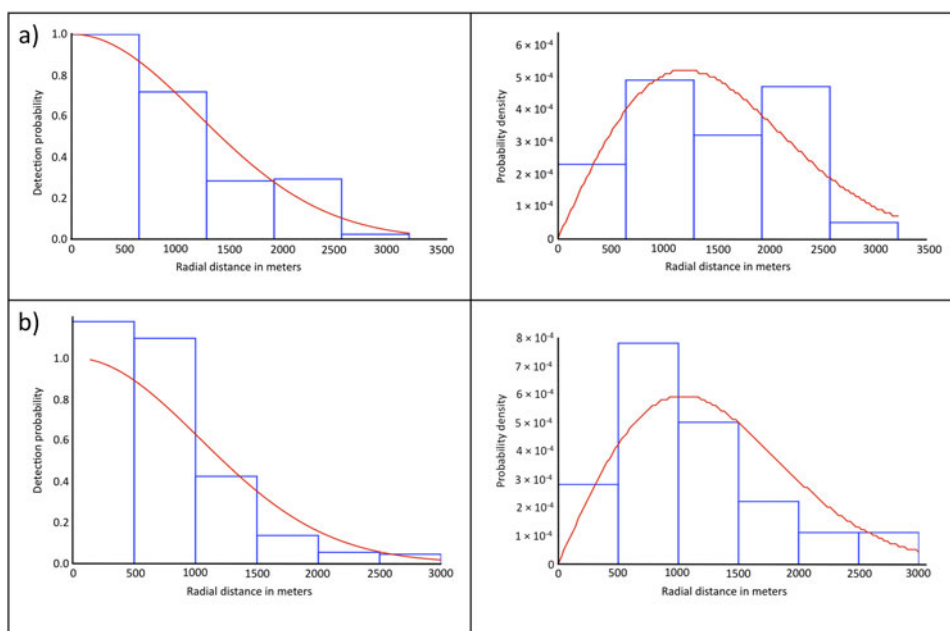 a)
Detection probability
1.0
0.8
0.6
0.4
0.2
0.0
0 500 1000 1500 2000 2500 3000 3500
Radial distance in meters
Probability density
6 × 10⁻⁴
5 × 10⁻⁴
4 × 10⁻⁴
3 × 10⁻⁴
2 × 10⁻⁴
1 × 10⁻⁴
0
0 500 1000 1500 2000 2500 3000 3500
Radial distance in meters
b)
Detection probability
1.0
0.8
0.6
0.4
0.2
0.0
0 500 1000 1500 2000 2500 3000
Radial distance in meters
Probability density
8 × 10⁻⁴
7 × 10⁻⁴
6 × 10⁻⁴
5 × 10⁻⁴
4 × 10⁻⁴
3 × 10⁻⁴
2 × 10⁻⁴
1 × 10⁻⁴
0
0 500 1000 1500 2000 2500 3000
Radial distance in meters